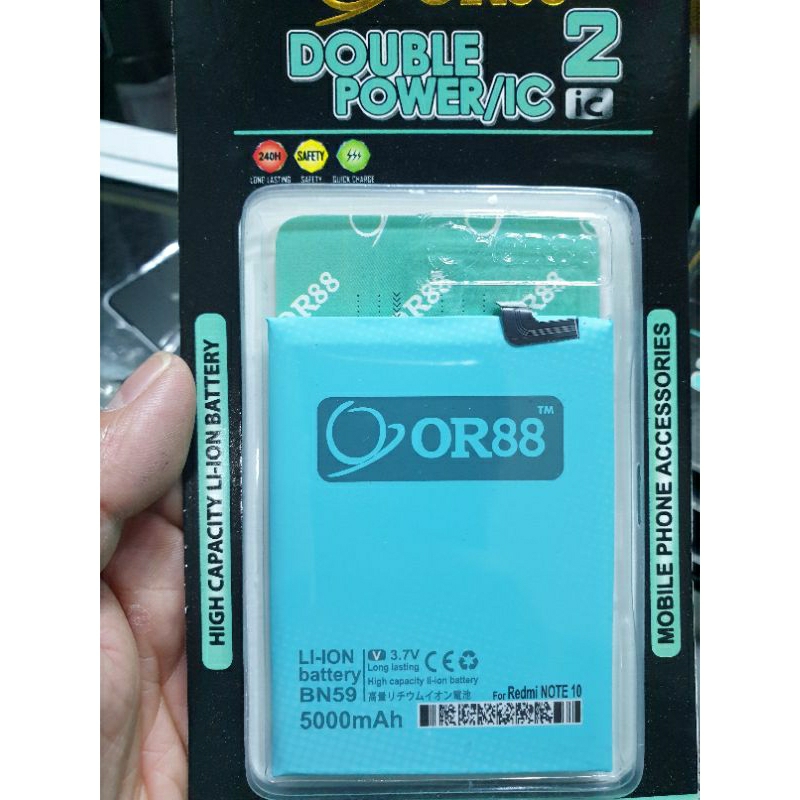 OR88
DOUBLE 2
POWER/IC ic
240H SAFETY
LONG LASTING SAFETY QUICK CHARGE
HIGH CAPACITY LI-ION BATTERY
OR88
R88
OR88
OR88™
MOBILE PHONE ACCESSORIES
LI-ION
battery
BN59
5000mAh
V 3.7V
Long lasting CE
High capacity li-ion battery
高量リチウムイオン電池
For Redmi NOTE 10